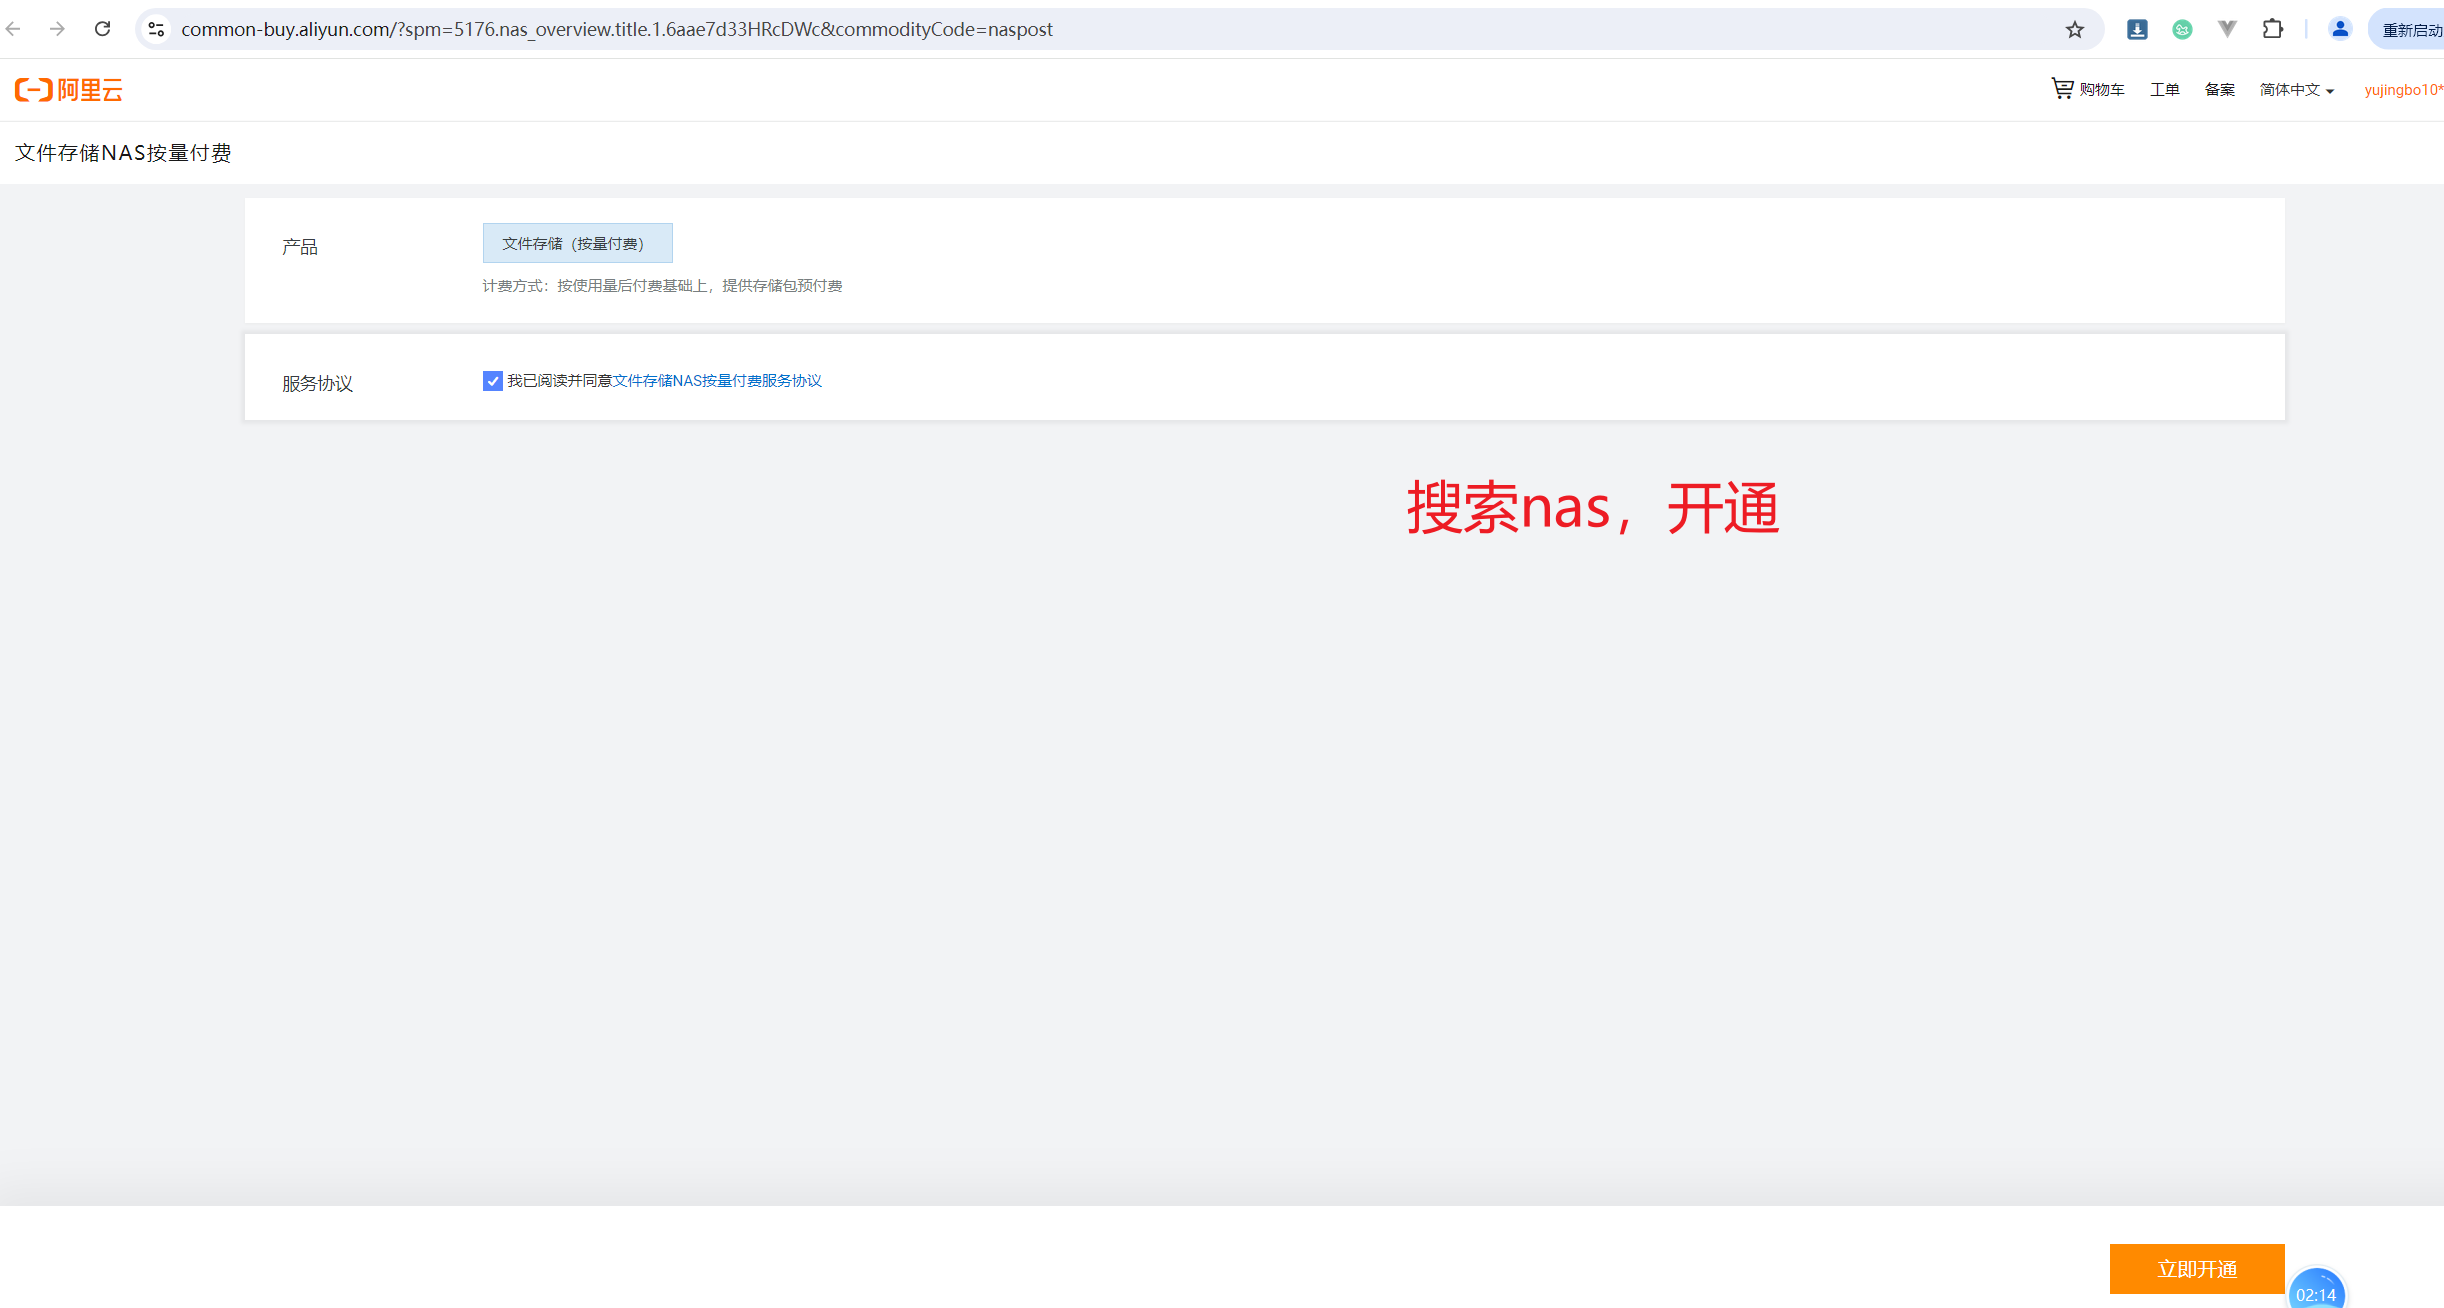 common-buy.aliyun.com/?spm=5176.nas_overview.title.1.6aae7d33HRcDWc&commodityCode=naspost
重新启动
阿里云
购物车 工单 备案 简体中文 yujingbo10*
文件存储NAS按量付费
产品
文件存储（按量付费）
计费方式：按使用量后付费基础上，提供存储包预付费
服务协议
我已阅读并同意文件存储NAS按量付费服务协议
搜索nas，开通
立即开通
02:14